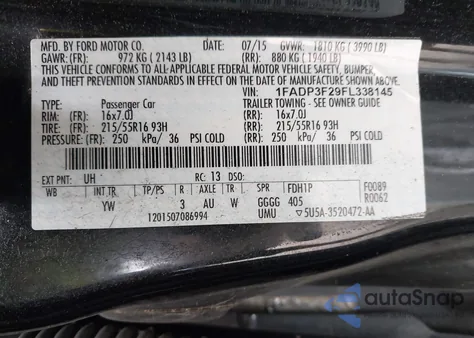 MFD. BY FORD MOTOR CO. DATE: 07/15 GVWR: 1810 KG ( 3990 LB)
GAWR: (FR): 972 KG ( 2143 LB) (RR): 880 KG ( 1940 LB)
THIS VEHICLE CONFORMS TO ALL APPLICABLE FEDERAL MOTOR VEHICLE SAFETY, BUMPER,
AND THEFT PREVENTION STANDARDS IN EFFECT ON THE DATE OF MANUFACTURE SHOWN ABOVE.
VIN: 1FADP3F29FL338145
TYPE: Passenger Car TRAILER TOWING - SEE OWNER GUIDE
RIM: (FR): 16x7.0J (RR): 16x7.0J
TIRE: (FR): 215/55R16 93H (RR): 215/55R16 93H
PRESSURE: (FR): 250 kPa/ 36 PSI COLD (RR): 250 kPa/ 36 PSI COLD
EXT PNT: UH RC: 13 DSO:
WB INT TR TP/PS R AXLE TR SPR FDH1P F0089
YW 3 AU W GGGG 405 R0062
1201507086994 UMU 5U5A-3520472-AA
autoSnap